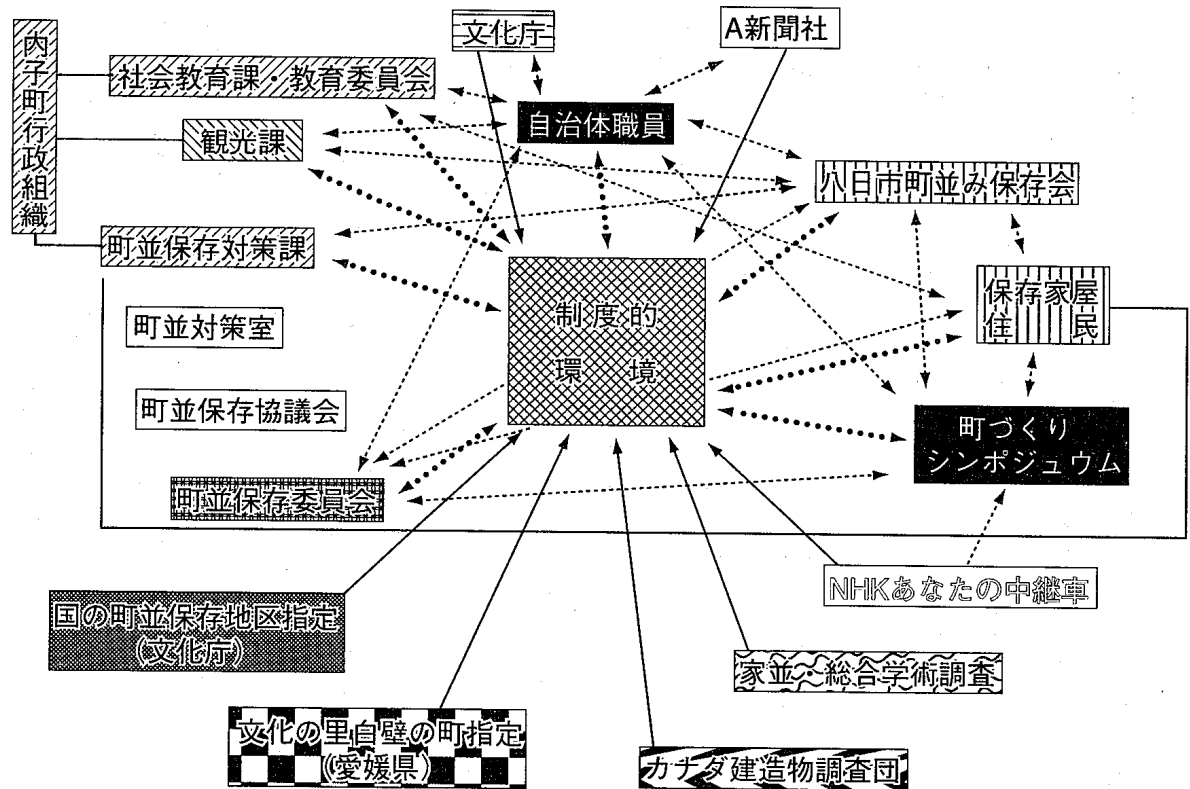 文化庁
A新聞社
内子町行政組織
社会教育課・教育委員会
自治体職員
観光課
八日市町並み保存会
町並保存対策課
制度的
環 境
保存家屋
住 民
町並対策室
町並保存協議会
町づくり
シンポジュウム
町並保存委員会
NHKあなたの中継車
国の町並保存地区指定
(文化庁)
家並・総合学術調査
文化の里白壁の町指定
(愛媛県)
カナダ建造物調査団